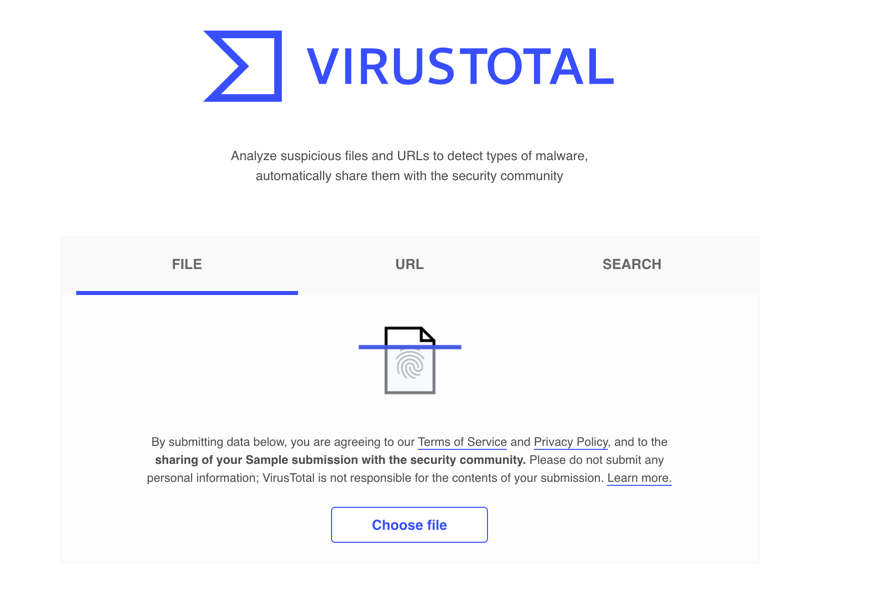 VIRUSTOTAL
Analyze suspicious files and URLs to detect types of malware,
automatically share them with the security community
FILE URL SEARCH
By submitting data below, you are agreeing to our Terms of Service and Privacy Policy, and to the
sharing of your Sample submission with the security community. Please do not submit any
personal information; VirusTotal is not responsible for the contents of your submission. Learn more.
Choose file